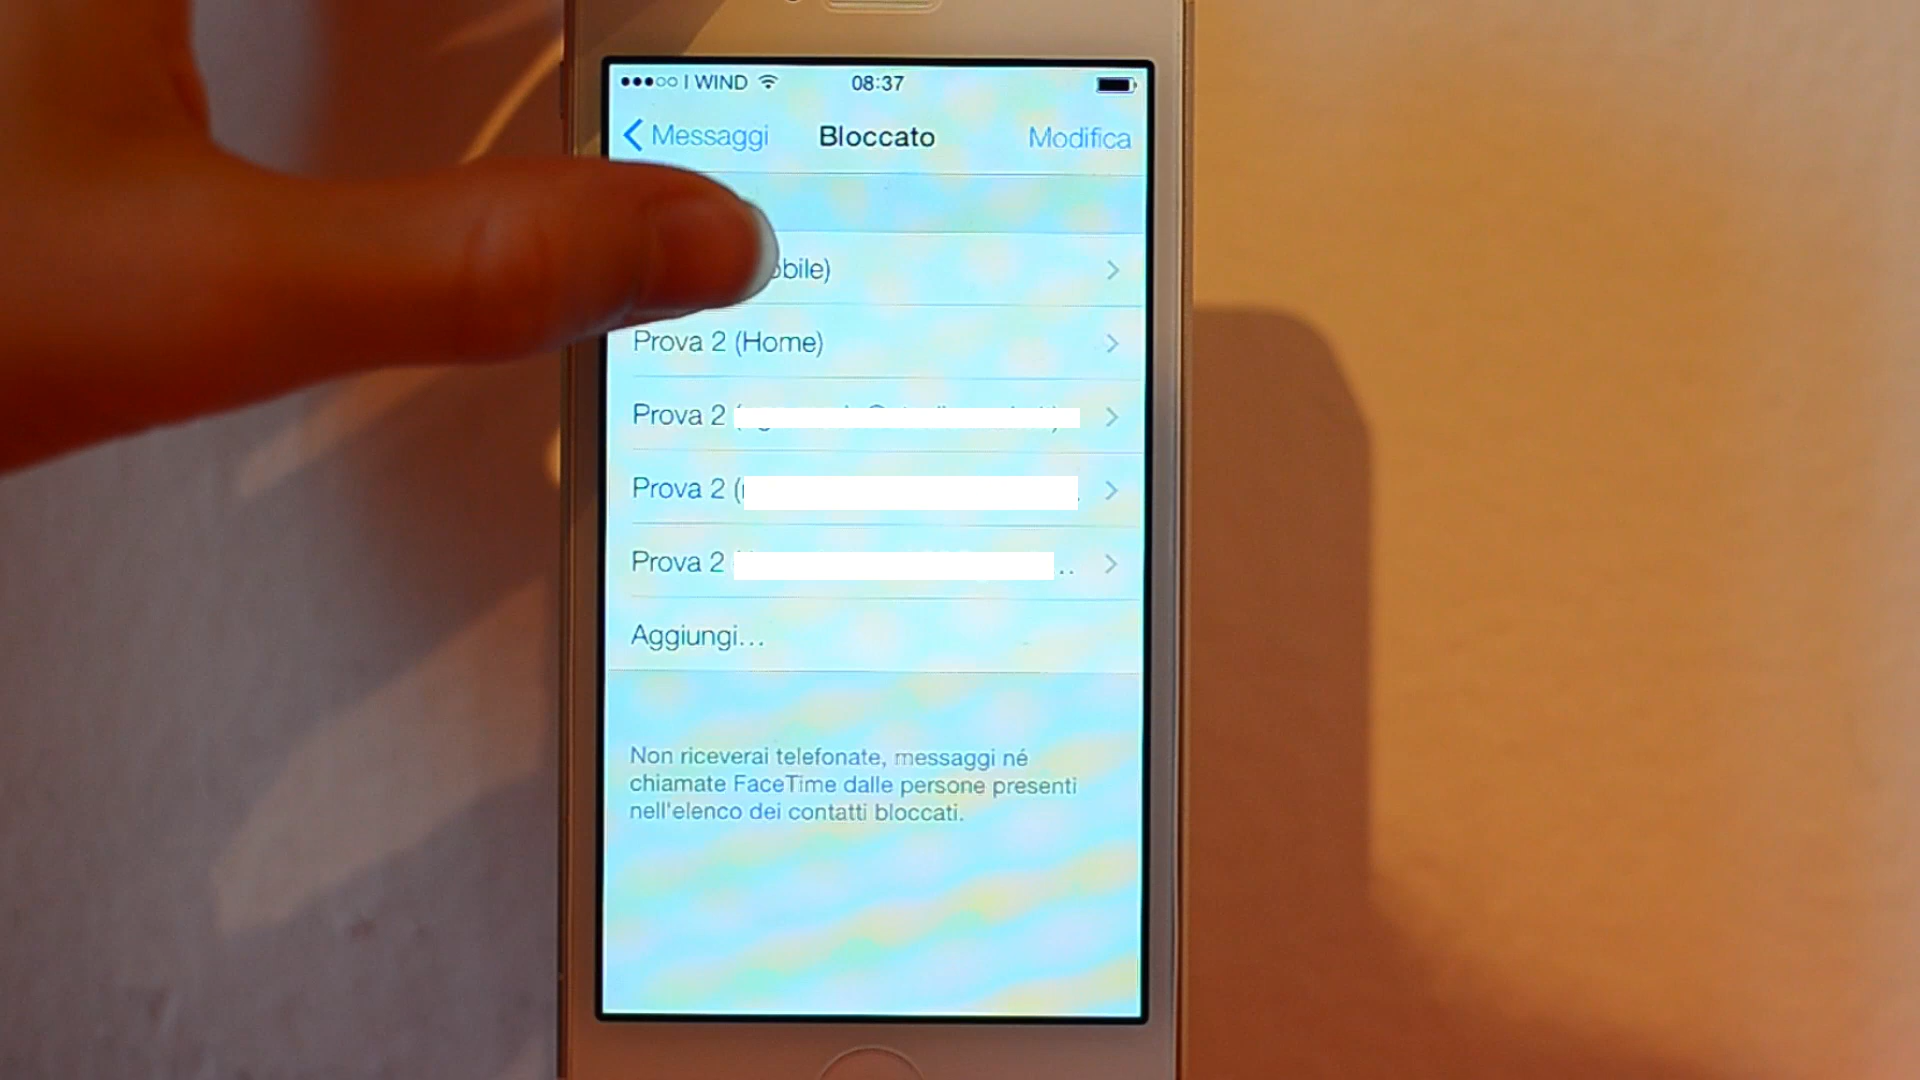 I WIND 08:37
Messaggi Bloccato Modifica
obile)
Prova 2 (Home)
Prova 2
Prova 2 (
Prova 2 ..
Aggiungi...
Non riceverai telefonate, messaggi né
chiamate FaceTime dalle persone presenti
nell'elenco dei contatti bloccati.